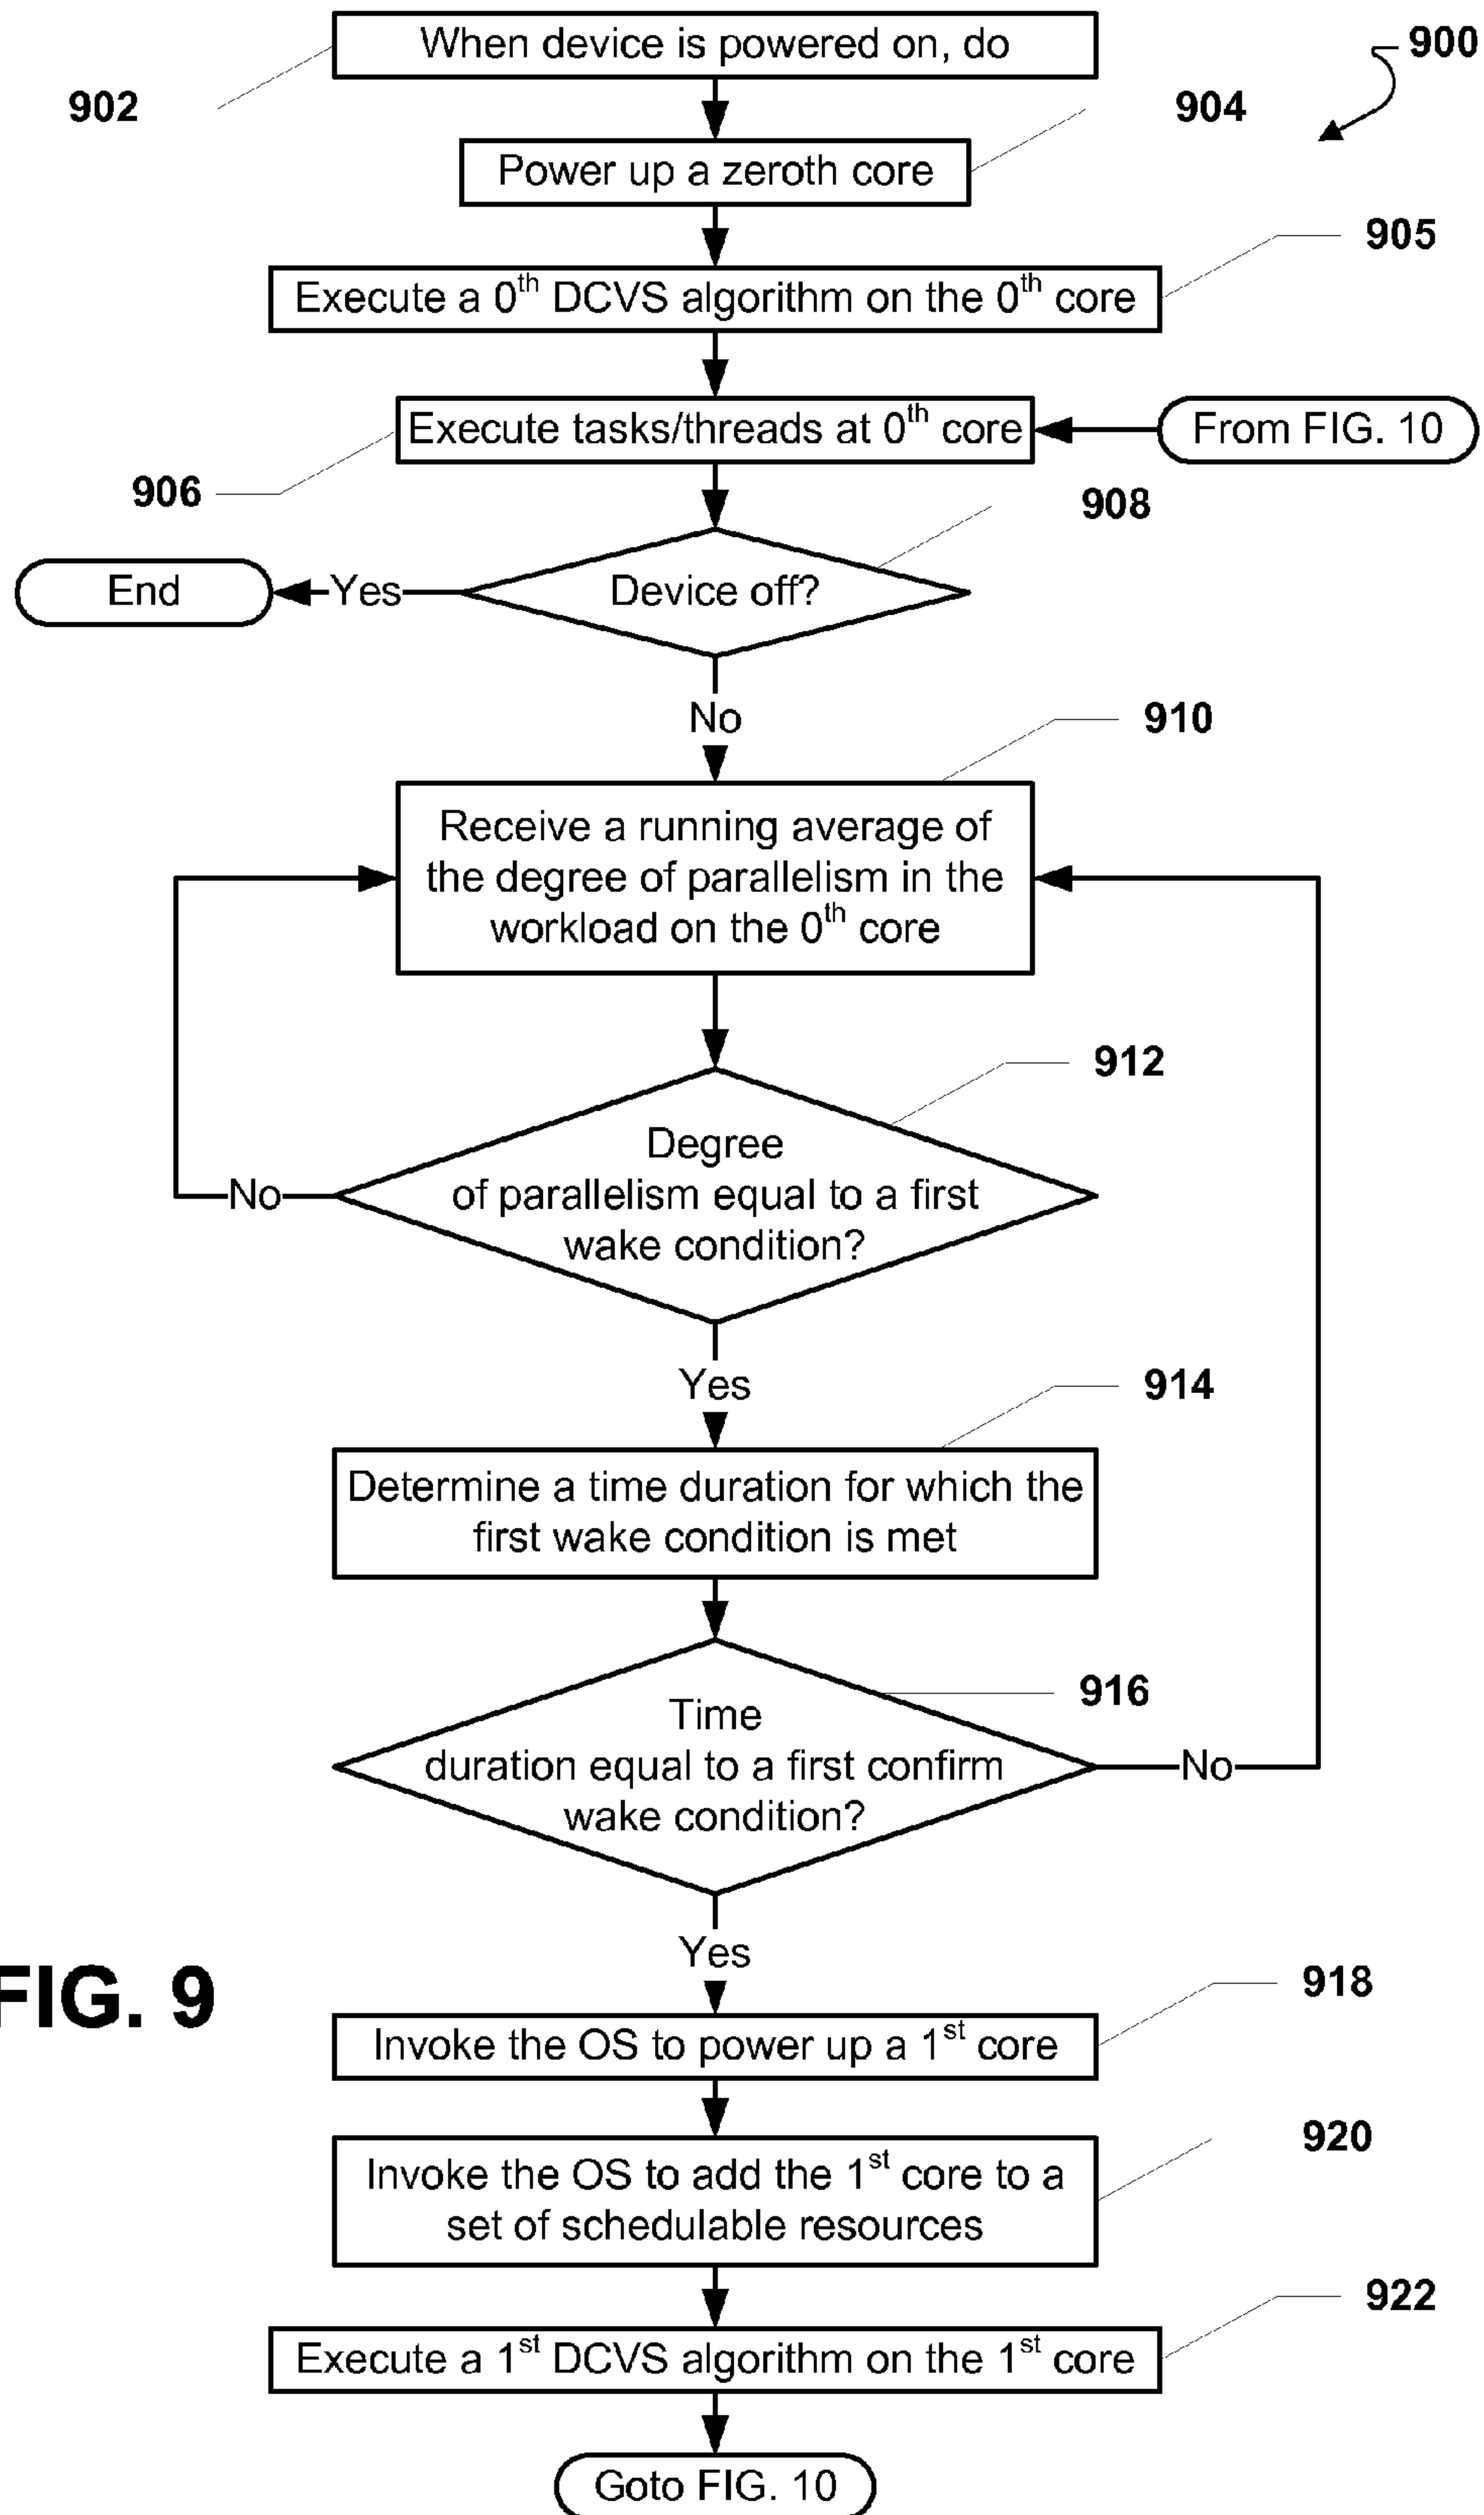 When device is powered on, do
900
902
904
Power up a zeroth core
905
Execute a 0th DCVS algorithm on the 0th core
Execute tasks/threads at 0th core
From FIG. 10
906
908
End
Yes
Device off?
No
910
Receive a running average of
the degree of parallelism in the
workload on the 0th core
912
Degree
of parallelism equal to a first
wake condition?
No
Yes
914
Determine a time duration for which the
first wake condition is met
916
Time
duration equal to a first confirm
wake condition?
No
Yes
FIG. 9
918
Invoke the OS to power up a 1st core
920
Invoke the OS to add the 1st core to a
set of schedulable resources
922
Execute a 1st DCVS algorithm on the 1st core
Goto FIG. 10